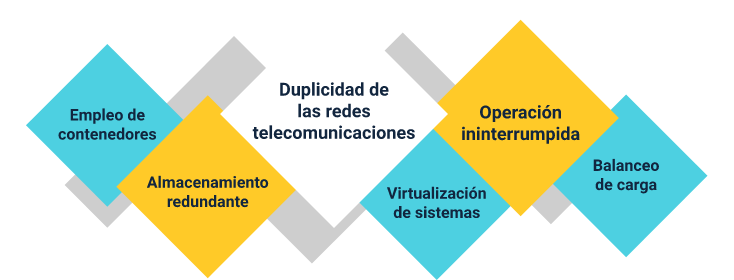 Empleo de
contenedores
Almacenamiento
redundante
Duplicidad de
las redes
telecomunicaciones
Virtualización
de sistemas
Operación
ininterrumpida
Balanceo
de carga